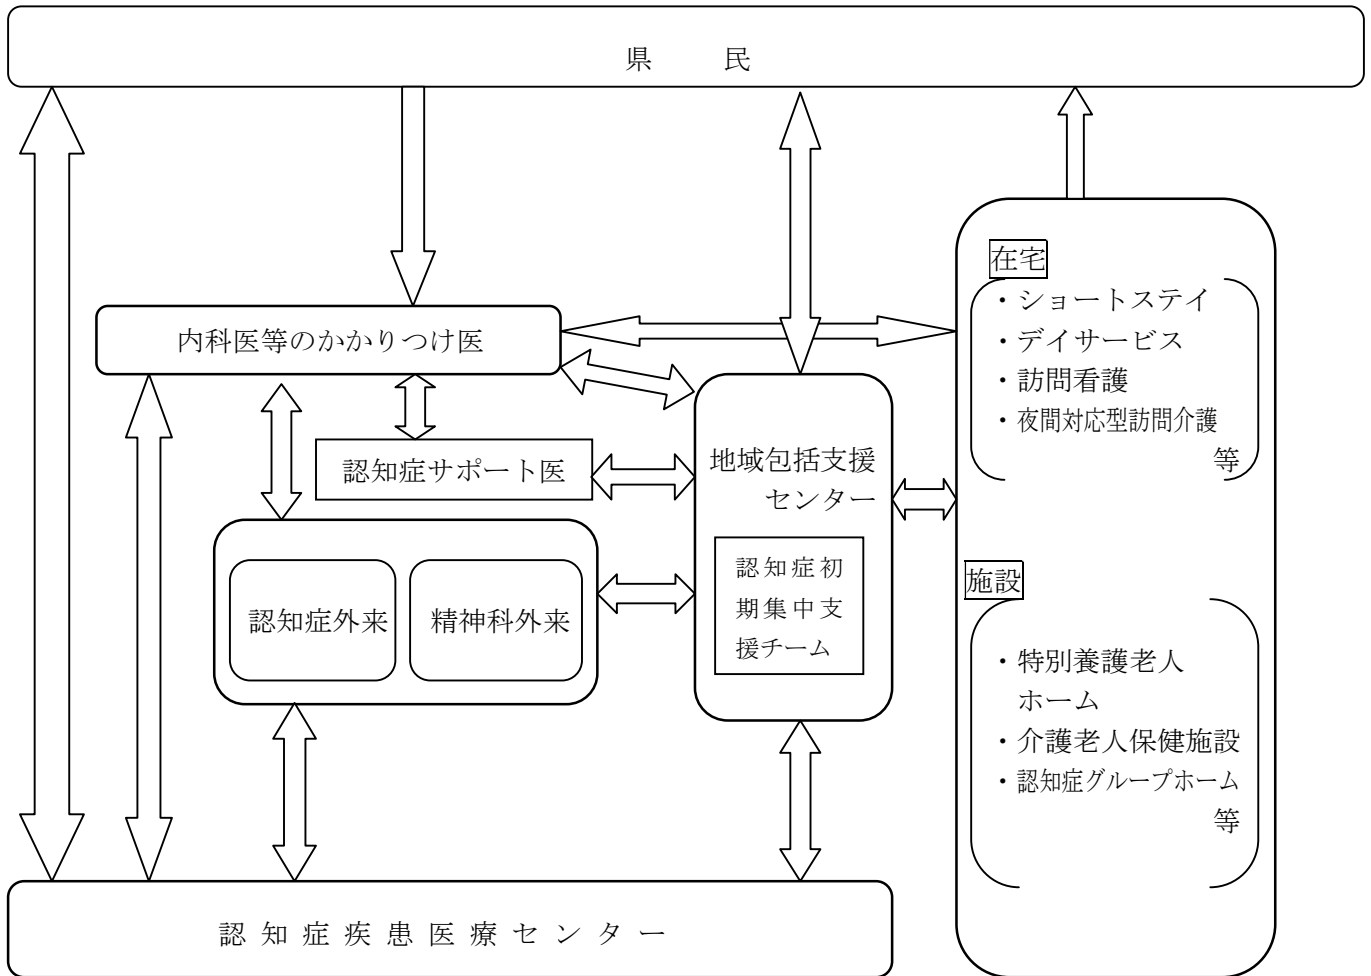 県 民
内科医等のかかりつけ医
認知症サポート医
認知症外来
精神科外来
地域包括支援
センター
認知症初
期集中支
援チーム
在宅
・ショートステイ
・デイサービス
・訪問看護
・夜間対応型訪問介護
等
施設
・特別養護老人
ホーム
・介護老人保健施設
・認知症グループホーム
等
認知症疾患医療センター